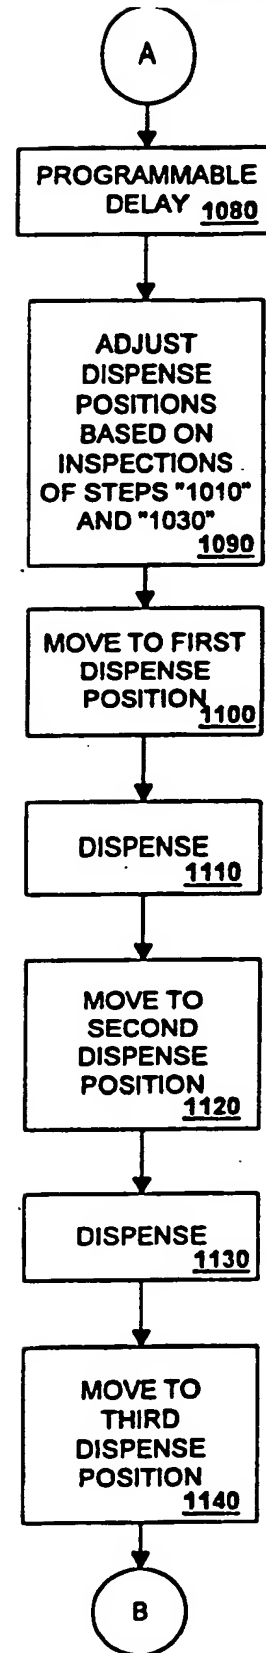 A
PROGRAMMABLE
DELAY 1080
ADJUST
DISPENSE
POSITIONS
BASED ON
INSPECTIONS
OF STEPS "1010"
AND "1030"
1090
MOVE TO FIRST
DISPENSE
POSITION
1100
DISPENSE
1110
MOVE TO
SECOND
DISPENSE
POSITION
1120
DISPENSE
1130
MOVE TO
THIRD
DISPENSE
POSITION
1140
B